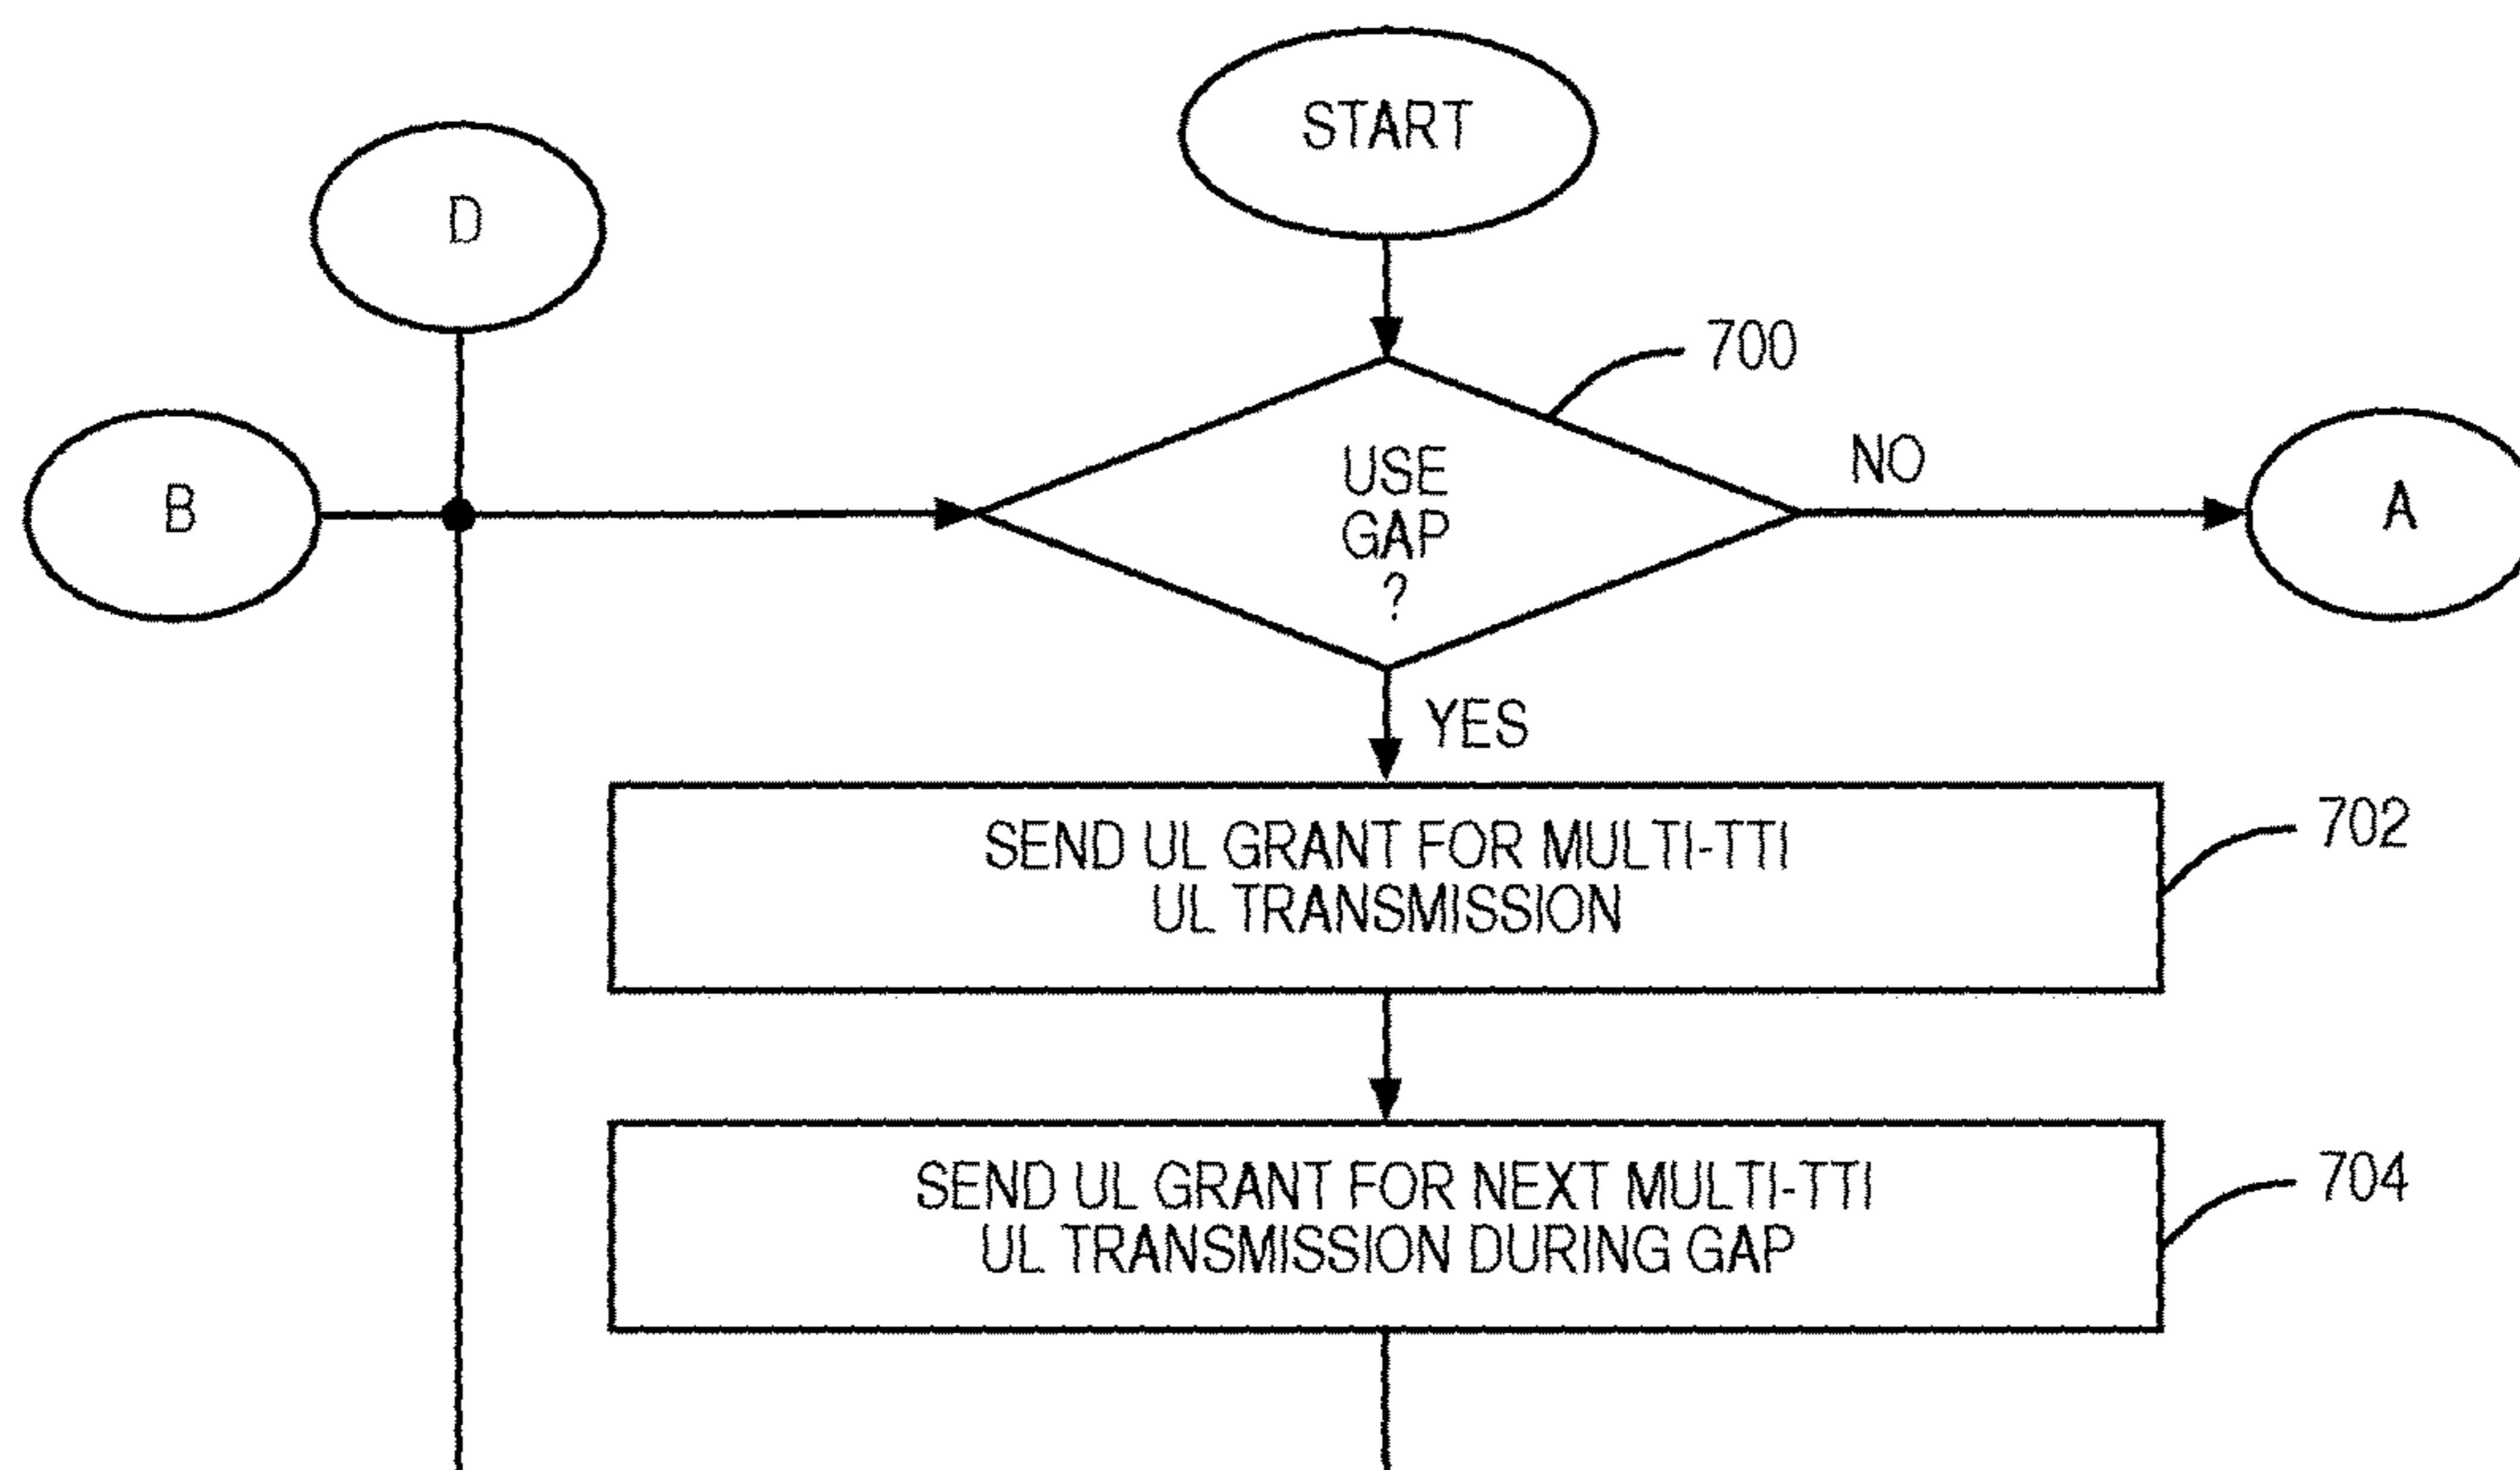 START
D
700
B
USE
GAP
?
NO
A
YES
SEND UL GRANT FOR MULTI-TTI
UL TRANSMISSION
702
SEND UL GRANT FOR NEXT MULTI-TTI
UL TRANSMISSION DURING GAP
704